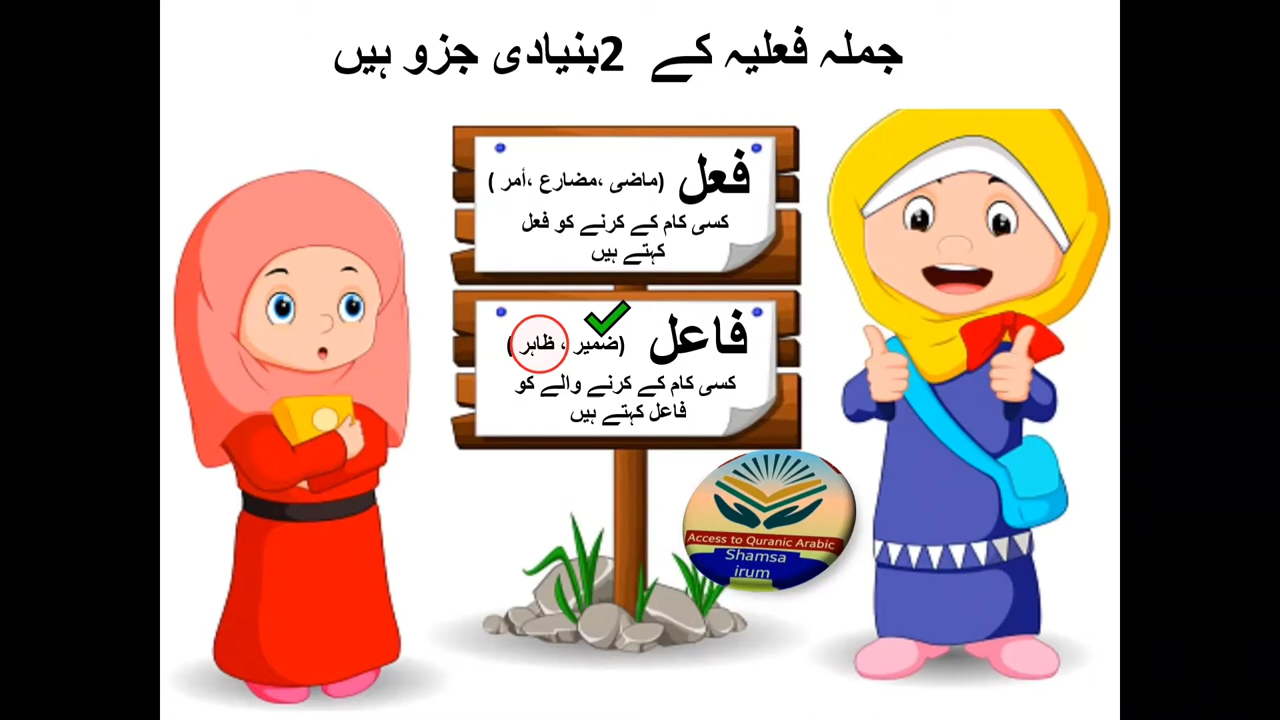 جملہ فعلیہ کے 2بنیادی جزو ہیں
فعل (ماضی ،مضارع ،أمر )
کسی کام کے کرنے کو فعل
کہتے ہیں
فاعل (ضمیر ، ظاہر )
کسی کام کے کرنے والے کو
فاعل کہتے ہیں
Access to Quranic Arabic
Shamsa
irum